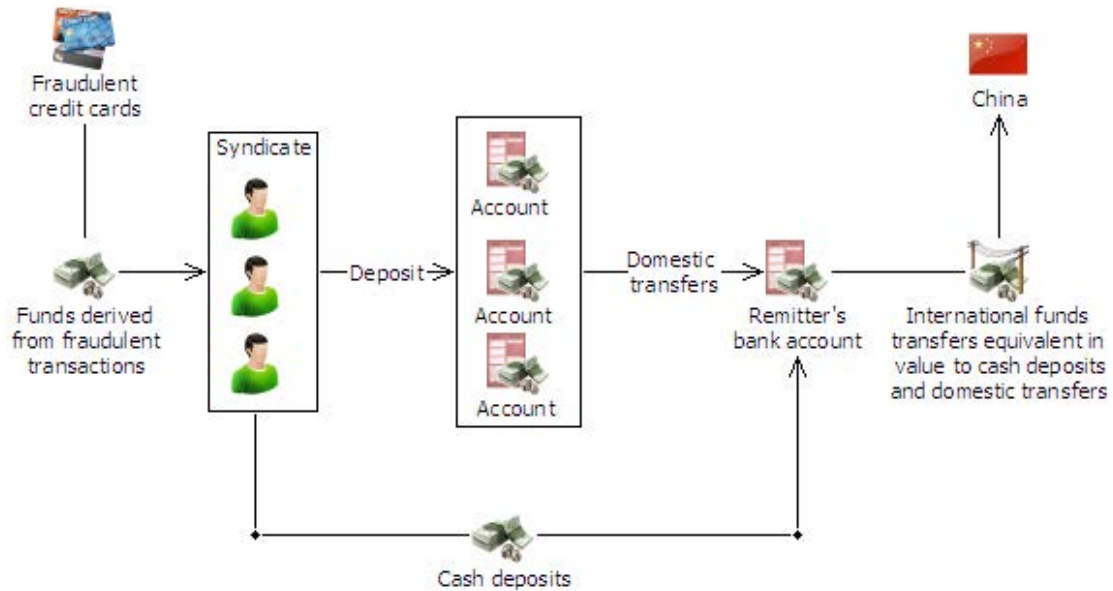 Fraudulent
credit cards
China
Syndicate
Account
Deposit
Account
Domestic
transfers
Funds derived
from fraudulent
transactions
Remitter's
bank account
International funds
transfers equivalent in
value to cash deposits
and domestic transfers
Account
Cash deposits